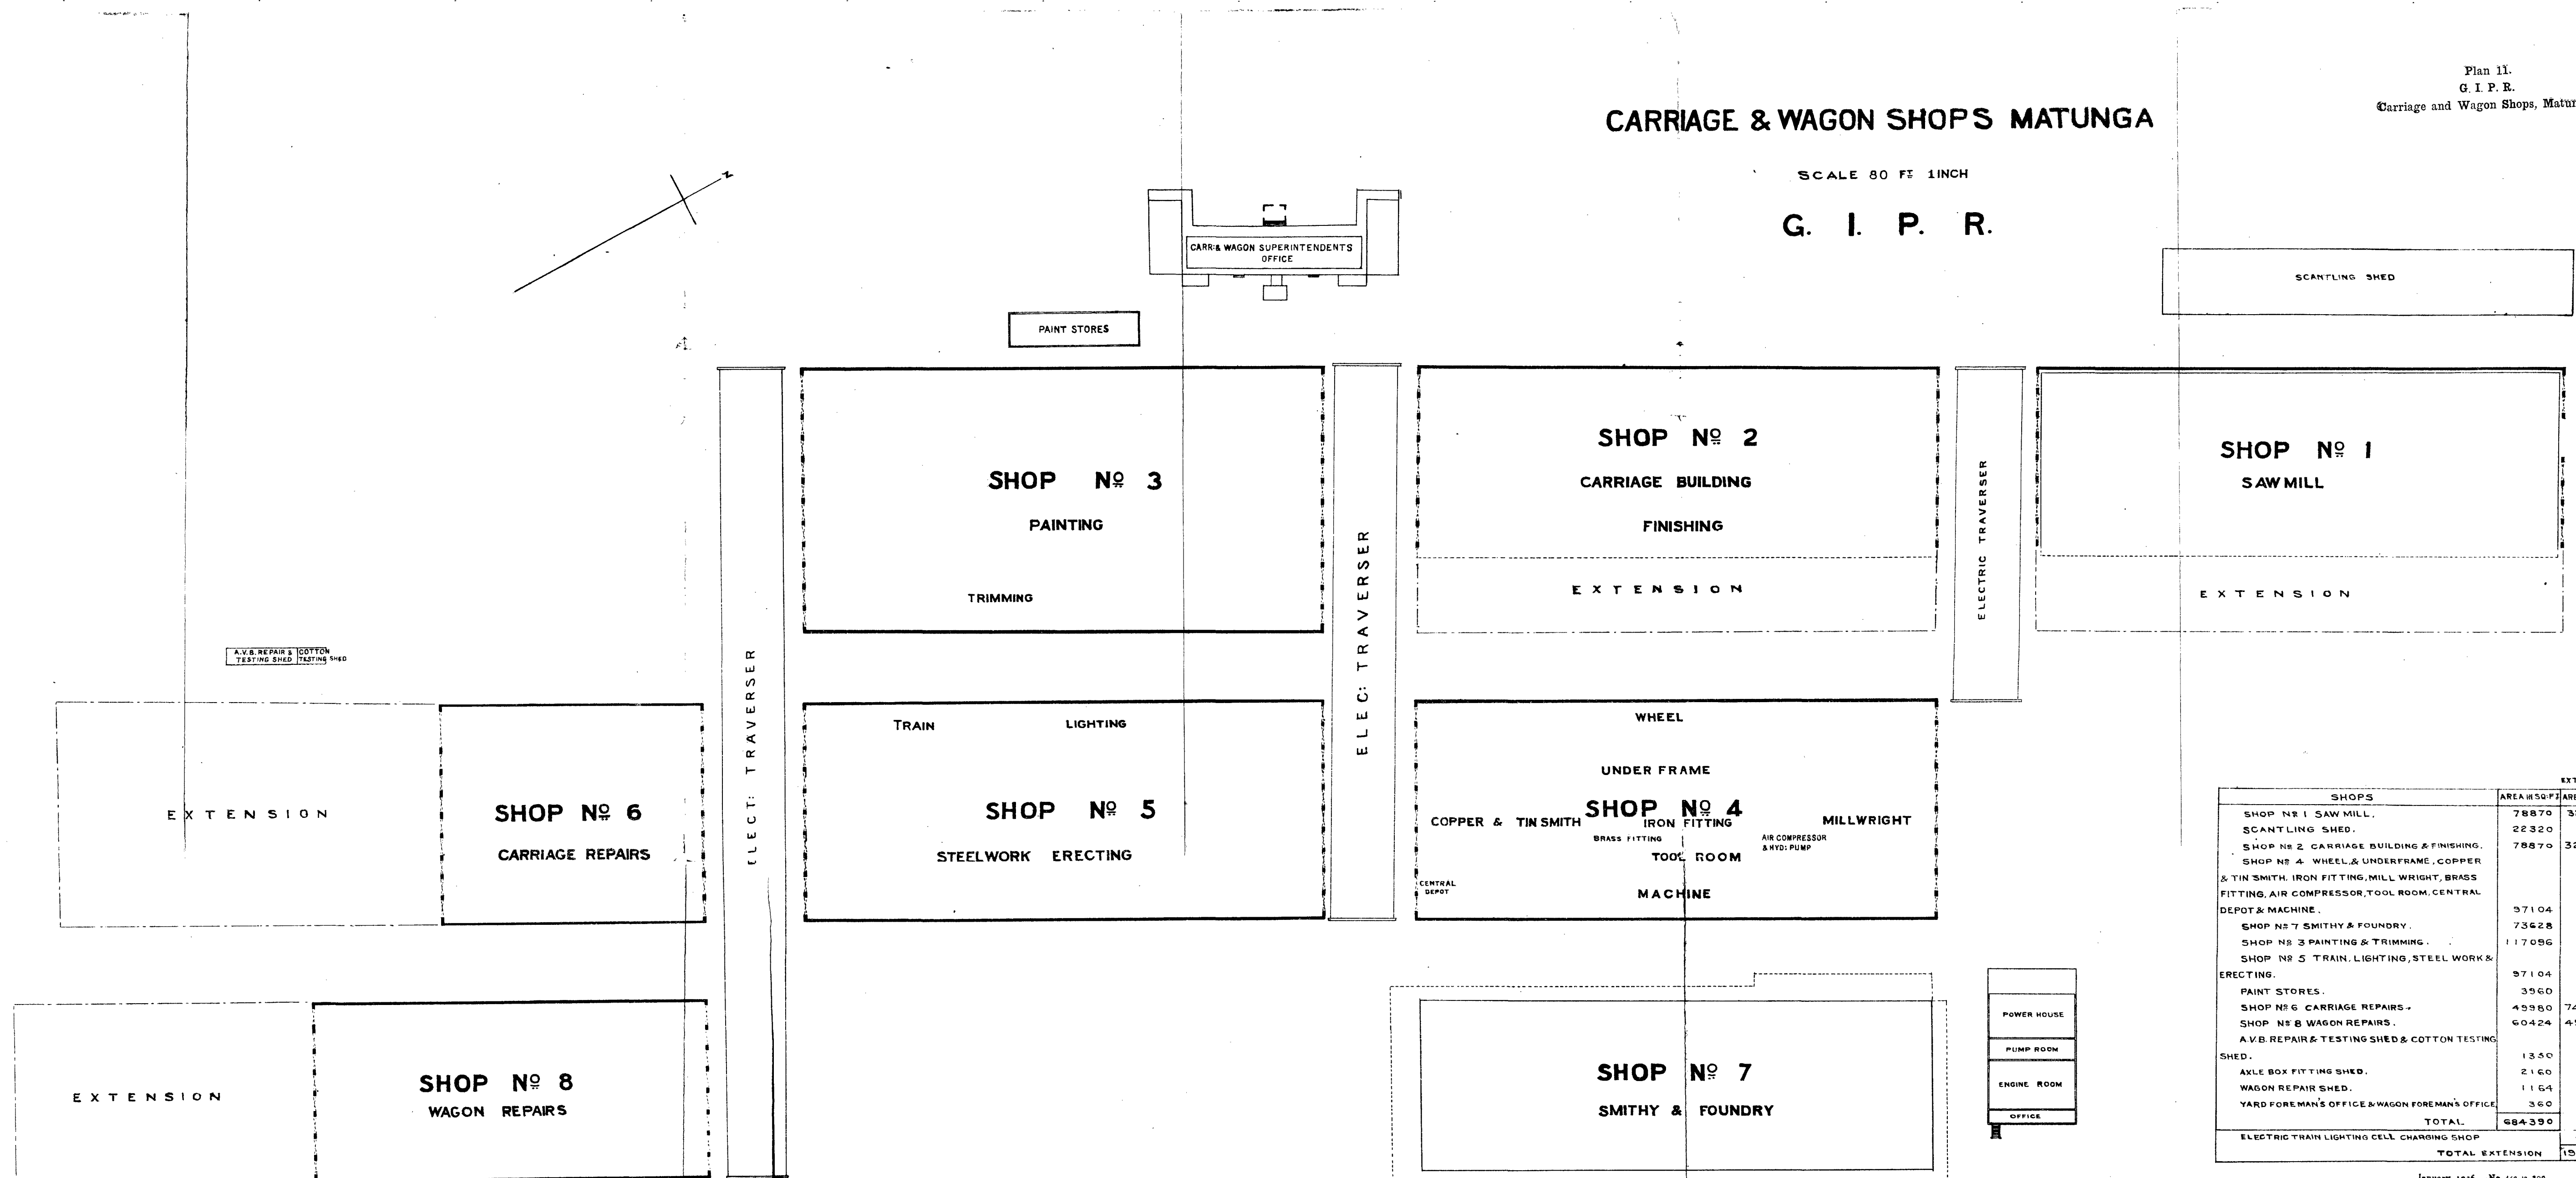 Plan 11.
G. I. P. R.
Carriage and Wagon Shops, Matun
CARRIAGE & WAGON SHOPS MATUNGA
SCALE 80 FT 1INCH
G. I. P. R.
N
CARR:& WAGON SUPERINTENDENTS
OFFICE
SCANTLING SHED
PAINT STORES
SHOP Nº 3
PAINTING
TRIMMING
SHOP Nº 2
CARRIAGE BUILDING
FINISHING
EXTENSION
SHOP Nº 1
SAW MILL
EXTENSION
ELECT: TRAVERSER
ELEC: TRAVERSER
ELECTRIC TRAVERSER
A.V.B. REPAIR &
TESTING SHED
COTTON
TESTING SHED
EXTENSION
SHOP Nº 6
CARRIAGE REPAIRS
TRAIN LIGHTING
SHOP Nº 5
STEELWORK ERECTING
WHEEL
UNDER FRAME
SHOP Nº 4
COPPER & TIN SMITH
IRON FITTING
MILLWRIGHT
BRASS FITTING
AIR COMPRESSOR
& HYD: PUMP
TOOL ROOM
CENTRAL
DEPOT
MACHINE
EXTENSION
SHOP Nº 8
WAGON REPAIRS
SHOP Nº 7
SMITHY & FOUNDRY
POWER HOUSE
PUMP ROOM
ENGINE ROOM
OFFICE
EXT
SHOPS AREA IN SQ·FT ARE
SHOP Nº 1 SAW MILL. 78870
SCANTLING SHED. 22320
SHOP Nº 2 CARRIAGE BUILDING & FINISHING. 78870 32
SHOP Nº 4 WHEEL,& UNDERFRAME, COPPER
& TIN SMITH, IRON FITTING, MILL WRIGHT, BRASS
FITTING, AIR COMPRESSOR, TOOL ROOM, CENTRAL
DEPOT & MACHINE. 97104
SHOP Nº 7 SMITHY & FOUNDRY. 73628
SHOP Nº 3 PAINTING & TRIMMING. 117096
SHOP Nº 5 TRAIN, LIGHTING, STEEL WORK &
ERECTING. 97104
PAINT STORES. 3960
SHOP Nº 6 CARRIAGE REPAIRS. 49980 74
SHOP Nº 8 WAGON REPAIRS. 60424
A.V.B. REPAIR & TESTING SHED & COTTON TESTING
SHED. 1350
AXLE BOX FITTING SHED. 2160
WAGON REPAIR SHED. 1164
YARD FOREMAN'S OFFICE & WAGON FOREMAN'S OFFICE 360
TOTAL 684390
ELECTRIC TRAIN LIGHTING CELL CHARGING SHOP
TOTAL EXTENSION 19